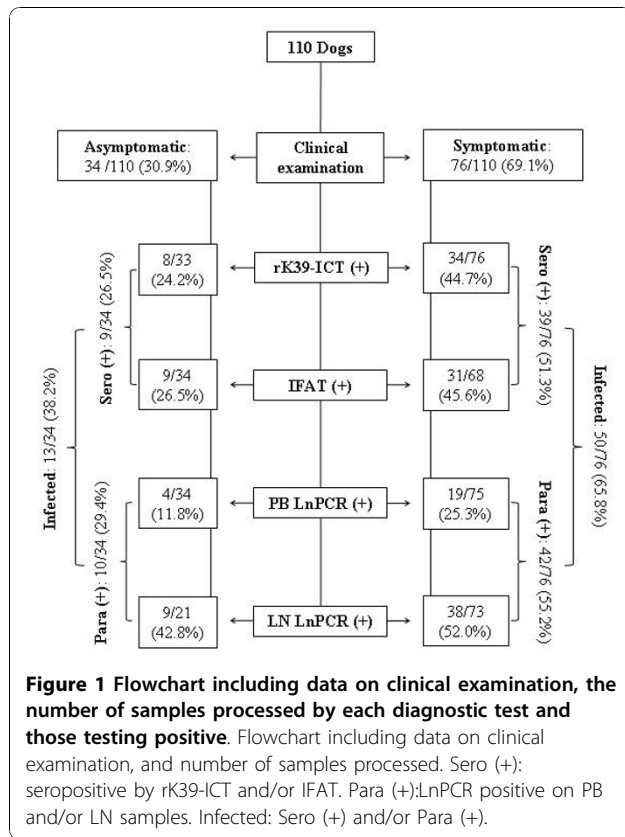 110 Dogs
Asymptomatic:
34 /110 (30.9%)
Clinical
examination
Symptomatic:
76/110 (69.1%)
8/33
(24.2%)
rK39-ICT (+)
34/76
(44.7%)
Sero (+): 9/34 (26.5%)
Sero (+): 39/76 (51.3%)
9/34
(26.5%)
IFAT (+)
31/68
(45.6%)
Infected: 13/34 (38.2%)
Infected: 50/76 (65.8%)
4/34
(11.8%)
PB LnPCR (+)
19/75
(25.3%)
Para (+): 10/34 (29.4%)
Para (+): 42/76 (55.2%)
9/21
(42.8%)
LN LnPCR (+)
38/73
(52.0%)
Figure 1 Flowchart including data on clinical examination, the
number of samples processed by each diagnostic test and
those testing positive. Flowchart including data on clinical
examination, and number of samples processed. Sero (+):
seropositive by rK39-ICT and/or IFAT. Para (+):LnPCR positive on PB
and/or LN samples. Infected: Sero (+) and/or Para (+).